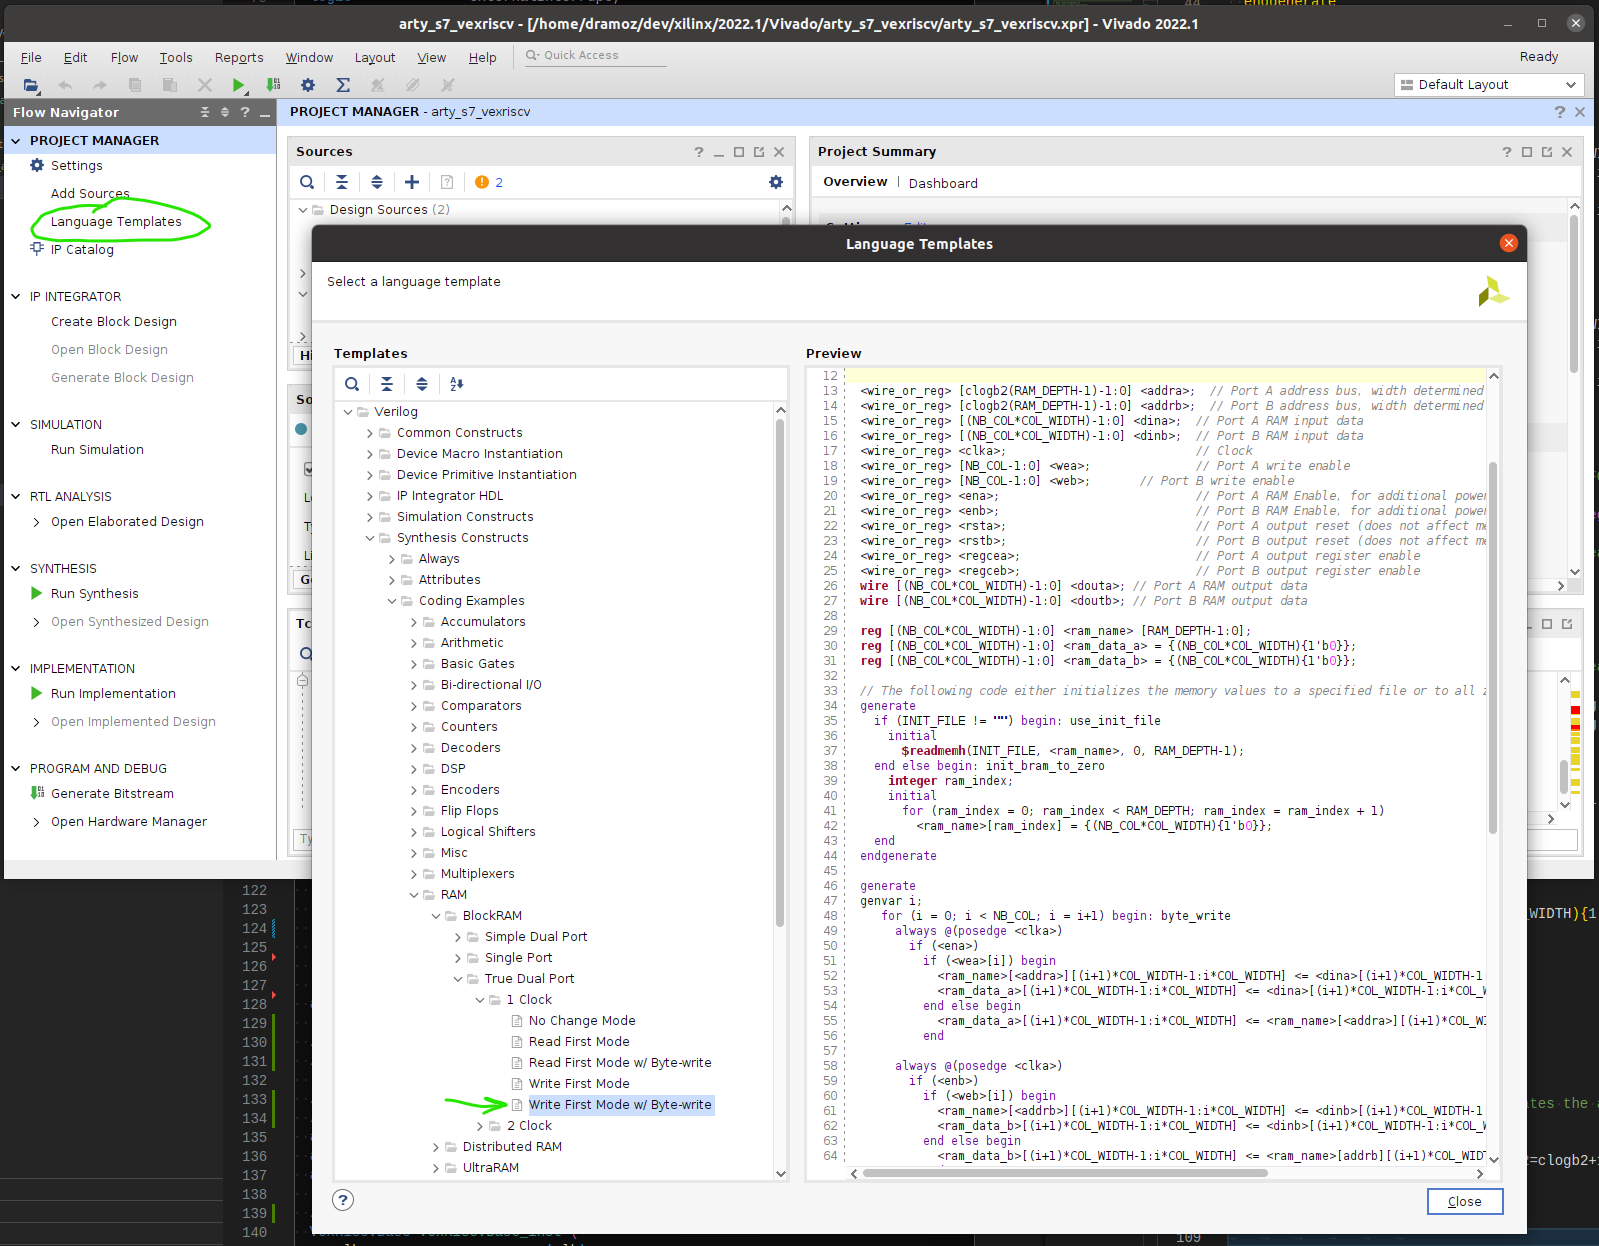 arty_s7_vexriscv - [/home/dramoz/dev/xilinx/2022.1/Vivado/arty_s7_vexriscv/arty_s7_vexriscv.xpr] - Vivado 2022.1
File Edit Flow Tools Reports Window Layout View Help Quick Access Ready
Default Layout
Flow Navigator
PROJECT MANAGER
Settings
Add Sources
Language Templates
IP Catalog
IP INTEGRATOR
Create Block Design
Open Block Design
Generate Block Design
SIMULATION
Run Simulation
RTL ANALYSIS
Open Elaborated Design
SYNTHESIS
Run Synthesis
Open Synthesized Design
IMPLEMENTATION
Run Implementation
Open Implemented Design
PROGRAM AND DEBUG
Generate Bitstream
Open Hardware Manager
PROJECT MANAGER - arty_s7_vexriscv
Sources
2
Design Sources (2)
Project Summary
Overview | Dashboard
Language Templates
Select a language template
Templates
Verilog
Common Constructs
Device Macro Instantiation
Device Primitive Instantiation
IP Integrator HDL
Simulation Constructs
Synthesis Constructs
Always
Attributes
Coding Examples
Accumulators
Arithmetic
Basic Gates
Bi-directional I/O
Comparators
Counters
Decoders
DSP
Encoders
Flip Flops
Logical Shifters
Misc
Multiplexers
RAM
BlockRAM
Simple Dual Port
Single Port
True Dual Port
1 Clock
No Change Mode
Read First Mode
Read First Mode w/ Byte-write
Write First Mode
Write First Mode w/ Byte-write
2 Clock
Distributed RAM
UltraRAM
Preview
12
13 <wire_or_reg> [clogb2(RAM_DEPTH-1)-1:0] <addra>; // Port A address bus, width determined
14 <wire_or_reg> [clogb2(RAM_DEPTH-1)-1:0] <addrb>; // Port B address bus, width determined
15 <wire_or_reg> [(NB_COL*COL_WIDTH)-1:0] <dina>; // Port A RAM input data
16 <wire_or_reg> [(NB_COL*COL_WIDTH)-1:0] <dinb>; // Port B RAM input data
17 <wire_or_reg> <clka>; // Clock
18 <wire_or_reg> [NB_COL-1:0] <wea>; // Port A write enable
19 <wire_or_reg> [NB_COL-1:0] <web>; // Port B write enable
20 <wire_or_reg> <ena>; // Port A RAM Enable, for additional power
21 <wire_or_reg> <enb>; // Port B RAM Enable, for additional power
22 <wire_or_reg> <rsta>; // Port A output reset (does not affect me
23 <wire_or_reg> <rstb>; // Port B output reset (does not affect me
24 <wire_or_reg> <regcea>; // Port A output register enable
25 <wire_or_reg> <regceb>; // Port B output register enable
26 wire [(NB_COL*COL_WIDTH)-1:0] <douta>; // Port A RAM output data
27 wire [(NB_COL*COL_WIDTH)-1:0] <doutb>; // Port B RAM output data
28
29 reg [(NB_COL*COL_WIDTH)-1:0] <ram_name> [RAM_DEPTH-1:0];
30 reg [(NB_COL*COL_WIDTH)-1:0] <ram_data_a> = {(NB_COL*COL_WIDTH){1'b0}};
31 reg [(NB_COL*COL_WIDTH)-1:0] <ram_data_b> = {(NB_COL*COL_WIDTH){1'b0}};
32
33 // The following code either initializes the memory values to a specified file or to all z
34 generate
35 if (INIT_FILE != "") begin: use_init_file
36 initial
37 $readmemh(INIT_FILE, <ram_name>, 0, RAM_DEPTH-1);
38 end else begin: init_bram_to_zero
39 integer ram_index;
40 initial
41 for (ram_index = 0; ram_index < RAM_DEPTH; ram_index = ram_index + 1)
42 <ram_name>[ram_index] = {(NB_COL*COL_WIDTH){1'b0}};
43 end
44 endgenerate
45
46 generate
47 genvar i;
48 for (i = 0; i < NB_COL; i = i+1) begin: byte_write
49 always @(posedge <clka>)
50 if (<ena>)
51 if (<wea>[i]) begin
52 <ram_name>[<addra>][(i+1)*COL_WIDTH-1:i*COL_WIDTH] <= <dina>[(i+1)*COL_WIDTH-1
53 <ram_data_a>[(i+1)*COL_WIDTH-1:i*COL_WIDTH] <= <dina>[(i+1)*COL_WIDTH-1:i*COL_W
54 end else begin
55 <ram_data_a>[(i+1)*COL_WIDTH-1:i*COL_WIDTH] <= <ram_name>[<addra>][(i+1)*COL_WI
56 end
57
58 always @(posedge <clka>)
59 if (<enb>)
60 if (<web>[i]) begin
61 <ram_name>[<addrb>][(i+1)*COL_WIDTH-1:i*COL_WIDTH] <= <dinb>[(i+1)*COL_WIDTH-1
62 <ram_data_b>[(i+1)*COL_WIDTH-1:i*COL_WIDTH] <= <dinb>[(i+1)*COL_WIDTH-1:i*COL_W
63 end else begin
64 <ram_data_b>[(i+1)*COL_WIDTH-1:i*COL_WIDTH] <= <ram_name>[addrb][(i+1)*COL_WIDT
Close
122
123
124
125
126
127
128
129
130
131
132
133
134
135
136
137
138
139
140
109